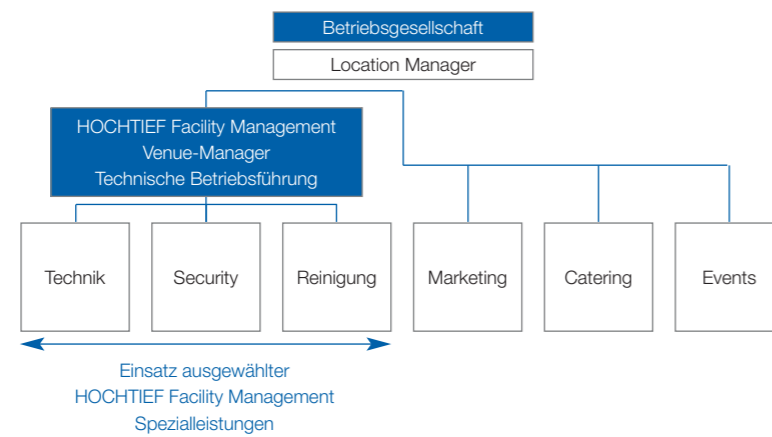 Betriebsgesellschaft
Location Manager
HOCHTIEF Facility Management
Venue-Manager
Technische Betriebsführung
Technik
Security
Reinigung
Marketing
Catering
Events
Einsatz ausgewählter
HOCHTIEF Facility Management
Spezialleistungen